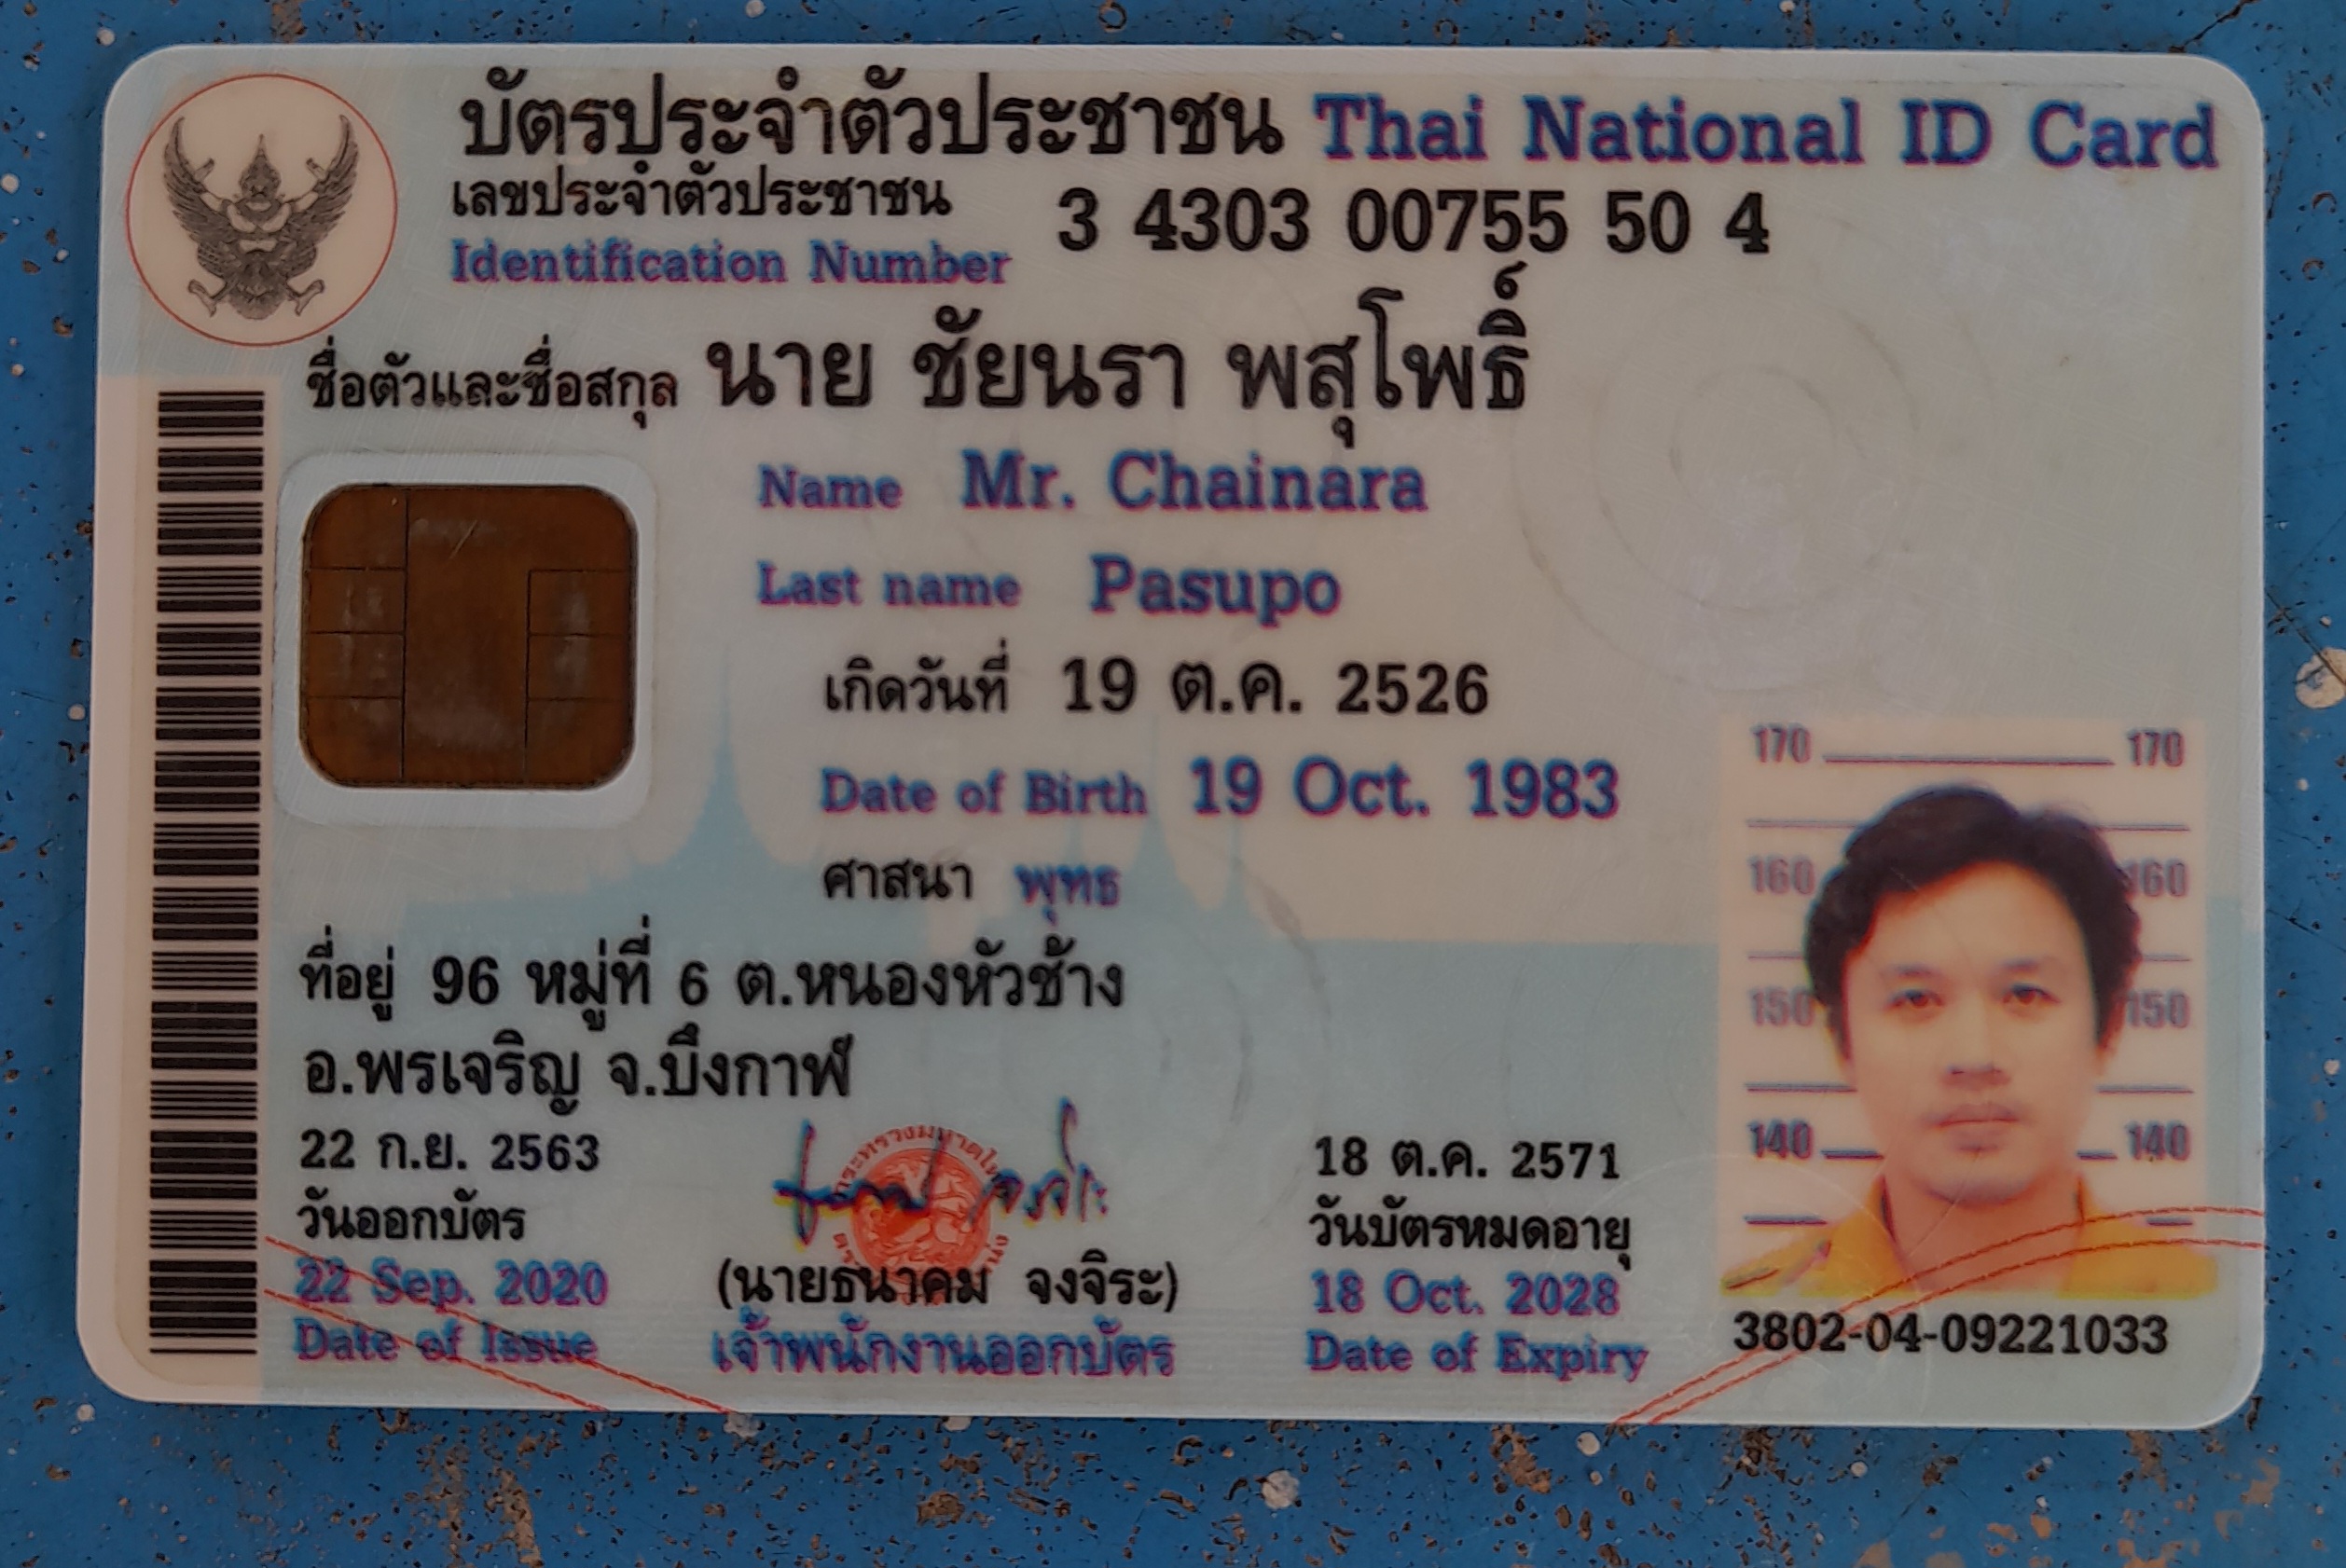 บัตรประจำตัวประชาชน Thai National ID Card
เลขประจำตัวประชาชน 3 4303 00755 50 4
Identification Number
ชื่อตัวและชื่อสกุล นาย ชัยนรา พสุโพธิ์
Name Mr. Chainara
Last name Pasupo
เกิดวันที่ 19 ต.ค. 2526
Date of Birth 19 Oct. 1983
ศาสนา พุทธ
ที่อยู่ 96 หมู่ที่ 6 ต.หนองหัวช้าง
อ.พรเจริญ จ.บึงกาฬ
22 ก.ย. 2563
วันออกบัตร
22 Sep. 2020
Date of Issue
(นายธนาคม จงจิระ)
เจ้าพนักงานออกบัตร
18 ต.ค. 2571
วันบัตรหมดอายุ
18 Oct. 2028
Date of Expiry
170 170
160 160
150 150
140 140
3802-04-09221033